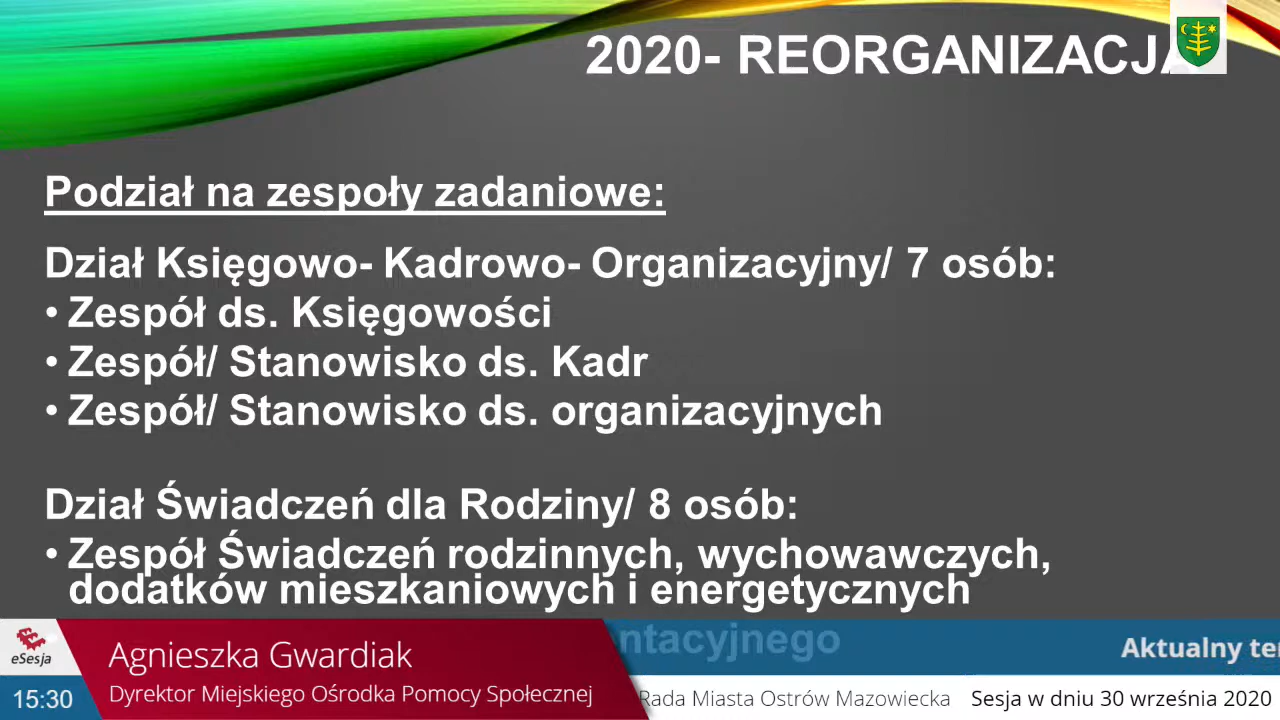 2020- REORGANIZACJA
Podział na zespoły zadaniowe:
Dział Księgowo- Kadrowo- Organizacyjny/ 7 osób:
• Zespół ds. Księgowości
• Zespół/ Stanowisko ds. Kadr
• Zespół/ Stanowisko ds. organizacyjnych
Dział Świadczeń dla Rodziny/ 8 osób:
• Zespół Świadczeń rodzinnych, wychowawczych,
dodatków mieszkaniowych i energetycznych
eSesja
Agnieszka Gwardiak
Aktualny
15:30
Dyrektor Miejskiego Ośrodka Pomocy Społecznej
Rada Miasta Ostrów Mazowiecka Sesja w dniu 30 września 2020